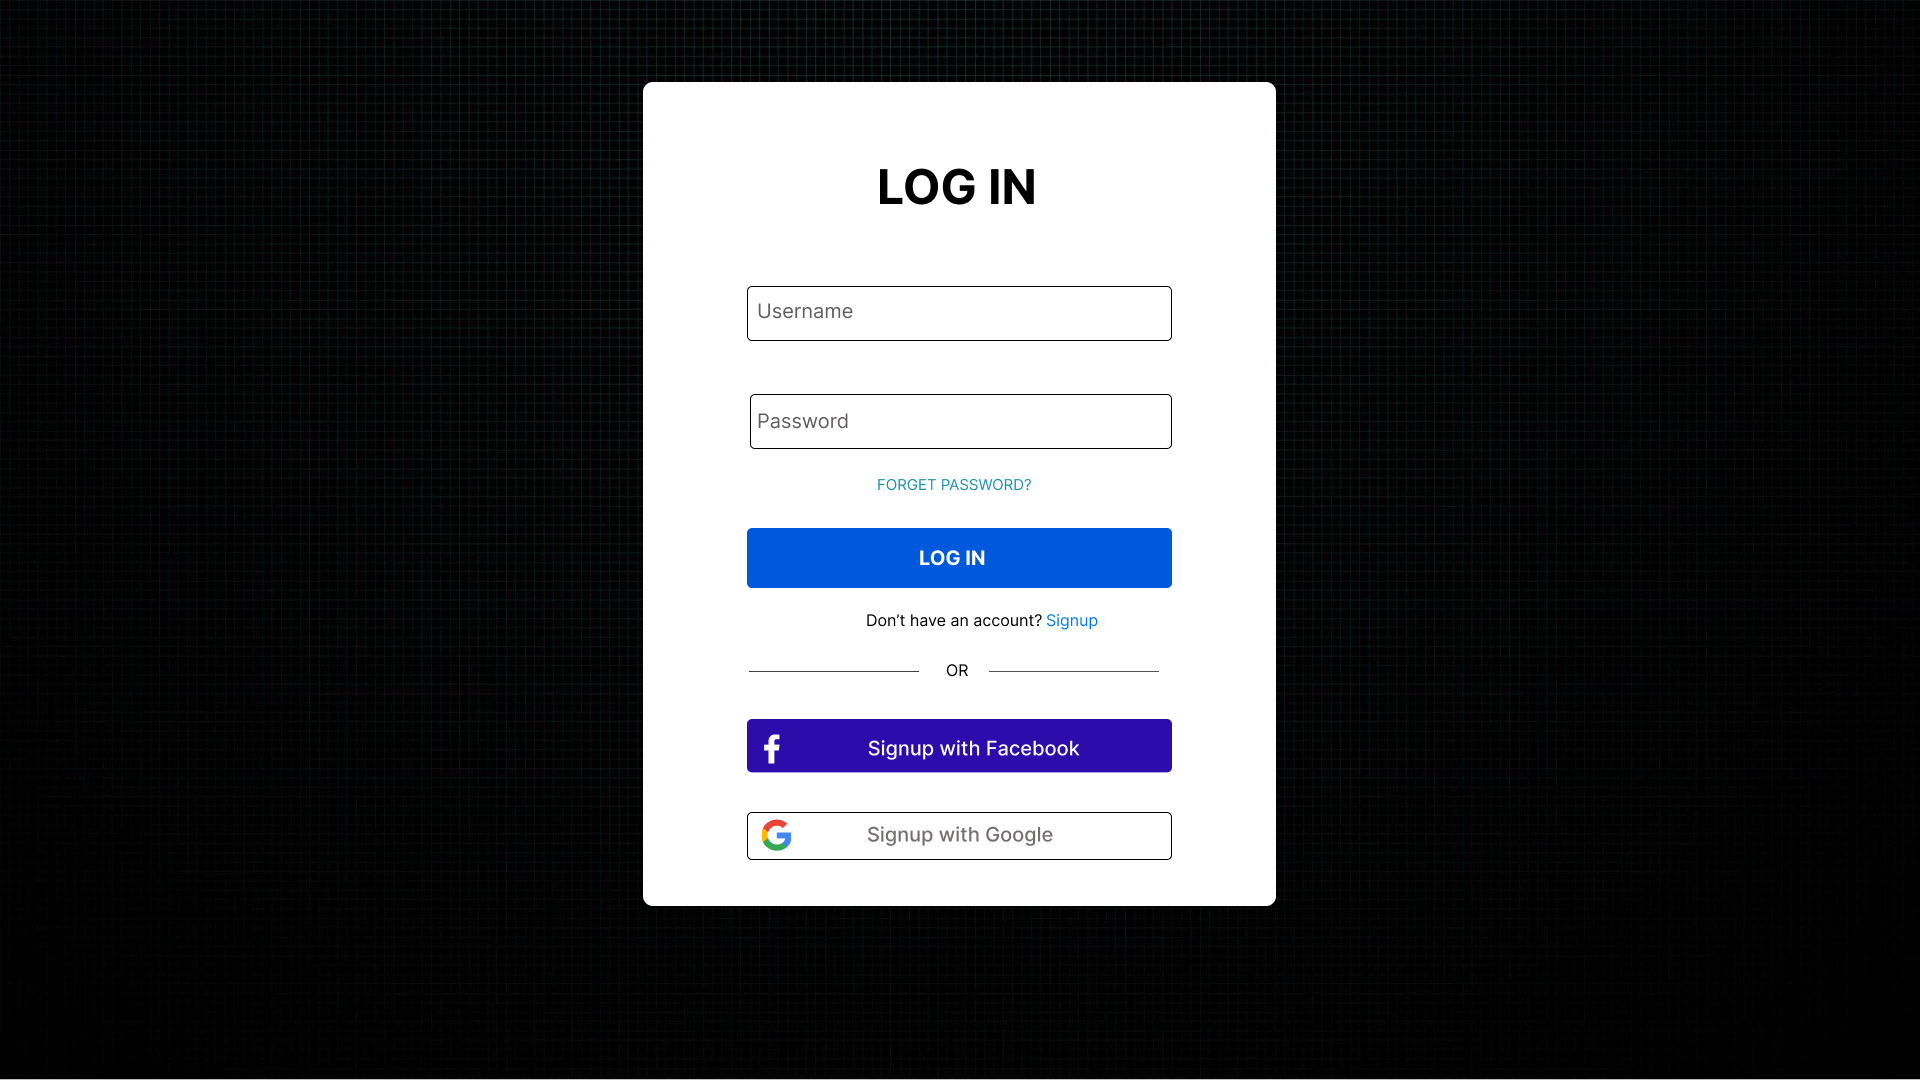 LOG IN
Username
Password
FORGET PASSWORD?
LOG IN
Don’t have an account? Signup
OR
Signup with Facebook
Signup with Google